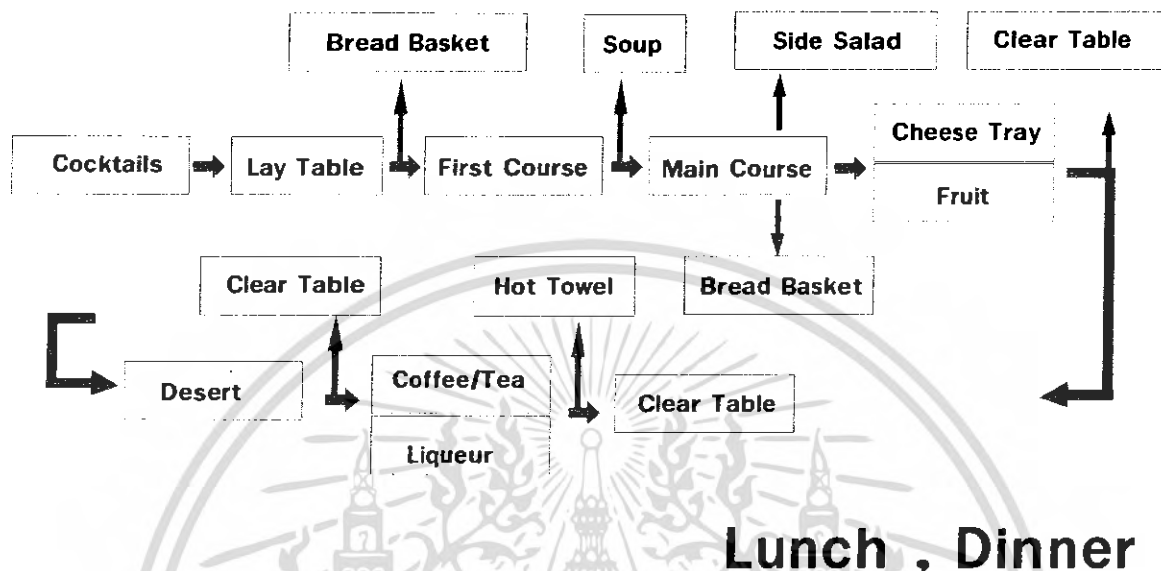 Bread Basket Soup Side Salad Clear Table
Cheese Tray
Cocktails Lay Table First Course Main Course
Fruit
Clear Table Hot Towel Bread Basket
Desert Coffee/Tea Clear Table
Liqueur
Lunch , Dinner